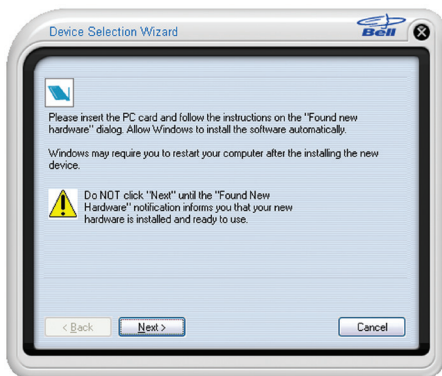 Device Selection Wizard
Bell
Please insert the PC card and follow the instructions on the "Found new
hardware" dialog. Allow Windows to install the software automatically.
Windows may require you to restart your computer after the installing the new
device.
Do NOT click "Next" until the "Found New
Hardware" notification informs you that your new
hardware is installed and ready to use.
< Back
Next >
Cancel